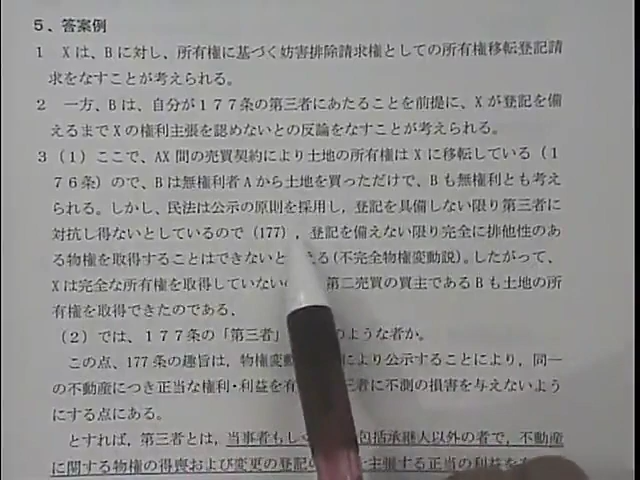 ５、答案例
１　Ｘは、Ｂに対し、所有権に基づく妨害排除請求権としての所有権移転登記請
求をなすことが考えられる。
２　一方、Ｂは、自分が１７７条の第三者にあたることを前提に、Ｘが登記を備
えるまでＸの権利主張を認めないとの反論をなすことが考えられる。
３（１）ここで、AX 間の売買契約により土地の所有権はＸに移転している（１
７６条）ので、Ｂは無権利者Ａから土地を買っただけで、Ｂも無権利とも考え
られる。しかし、民法は公示の原則を採用し，登記を具備しない限り第三者に
対抗し得ないとしているので（177），登記を備えない限り完全に排他性のあ
る物権を取得することはできないと る（不完全物権変動説）。したがって、
Ｘは完全な所有権を取得していない 第二売買の買主であるＢも土地の所
有権を取得できたのである．
（２）では、１７７条の「第三者」 のような者か。
この点、177 条の趣旨は，物権変動 により公示することにより，同一
の不動産につき正当な権利・利益を有 三者に不測の損害を与えないよう
にする点にある。
とすれば，第三者とは，当事者もし 包括承継人以外の者で，不動産
に関する物権の得喪および変更の登記の 主張する正当の利益を有